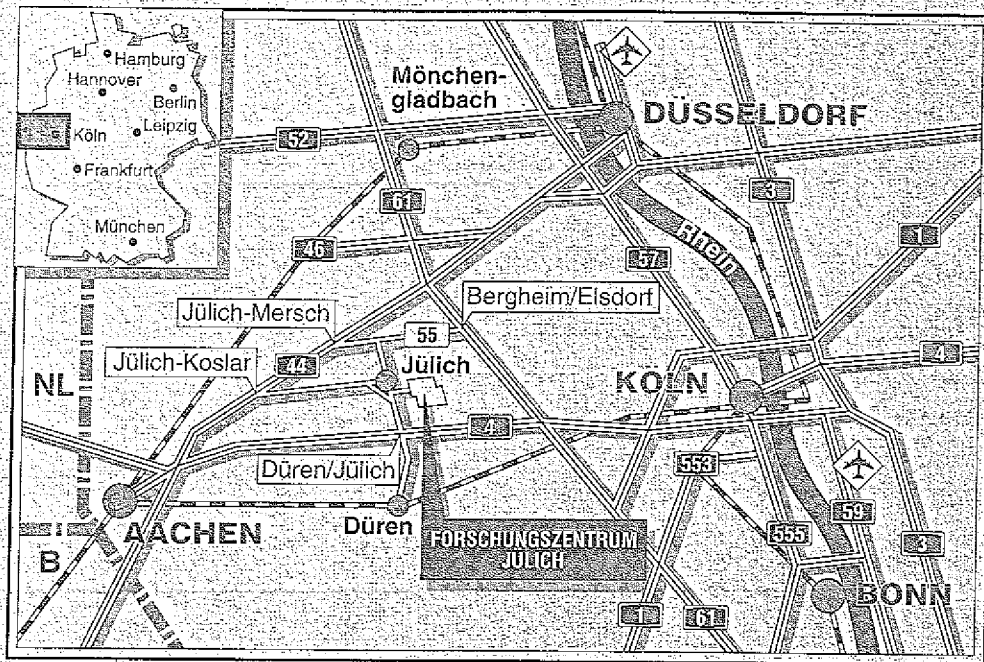 Hamburg
Hannover
Berlin
Leipzig
Köln
Frankfurt
München
Mönchen-
gladbach
DÜSSELDORF
52
61
3
46
57
Rhein
1
Jülich-Mersch
Bergheim/Elsdorf
55
Jülich-Koslar
44
Jülich
4
NL
KÖLN
4
Düren/Jülich
553
59
AACHEN
Düren
FORSCHUNGSZENTRUM
JÜLICH
555
3
B
BONN
1
61